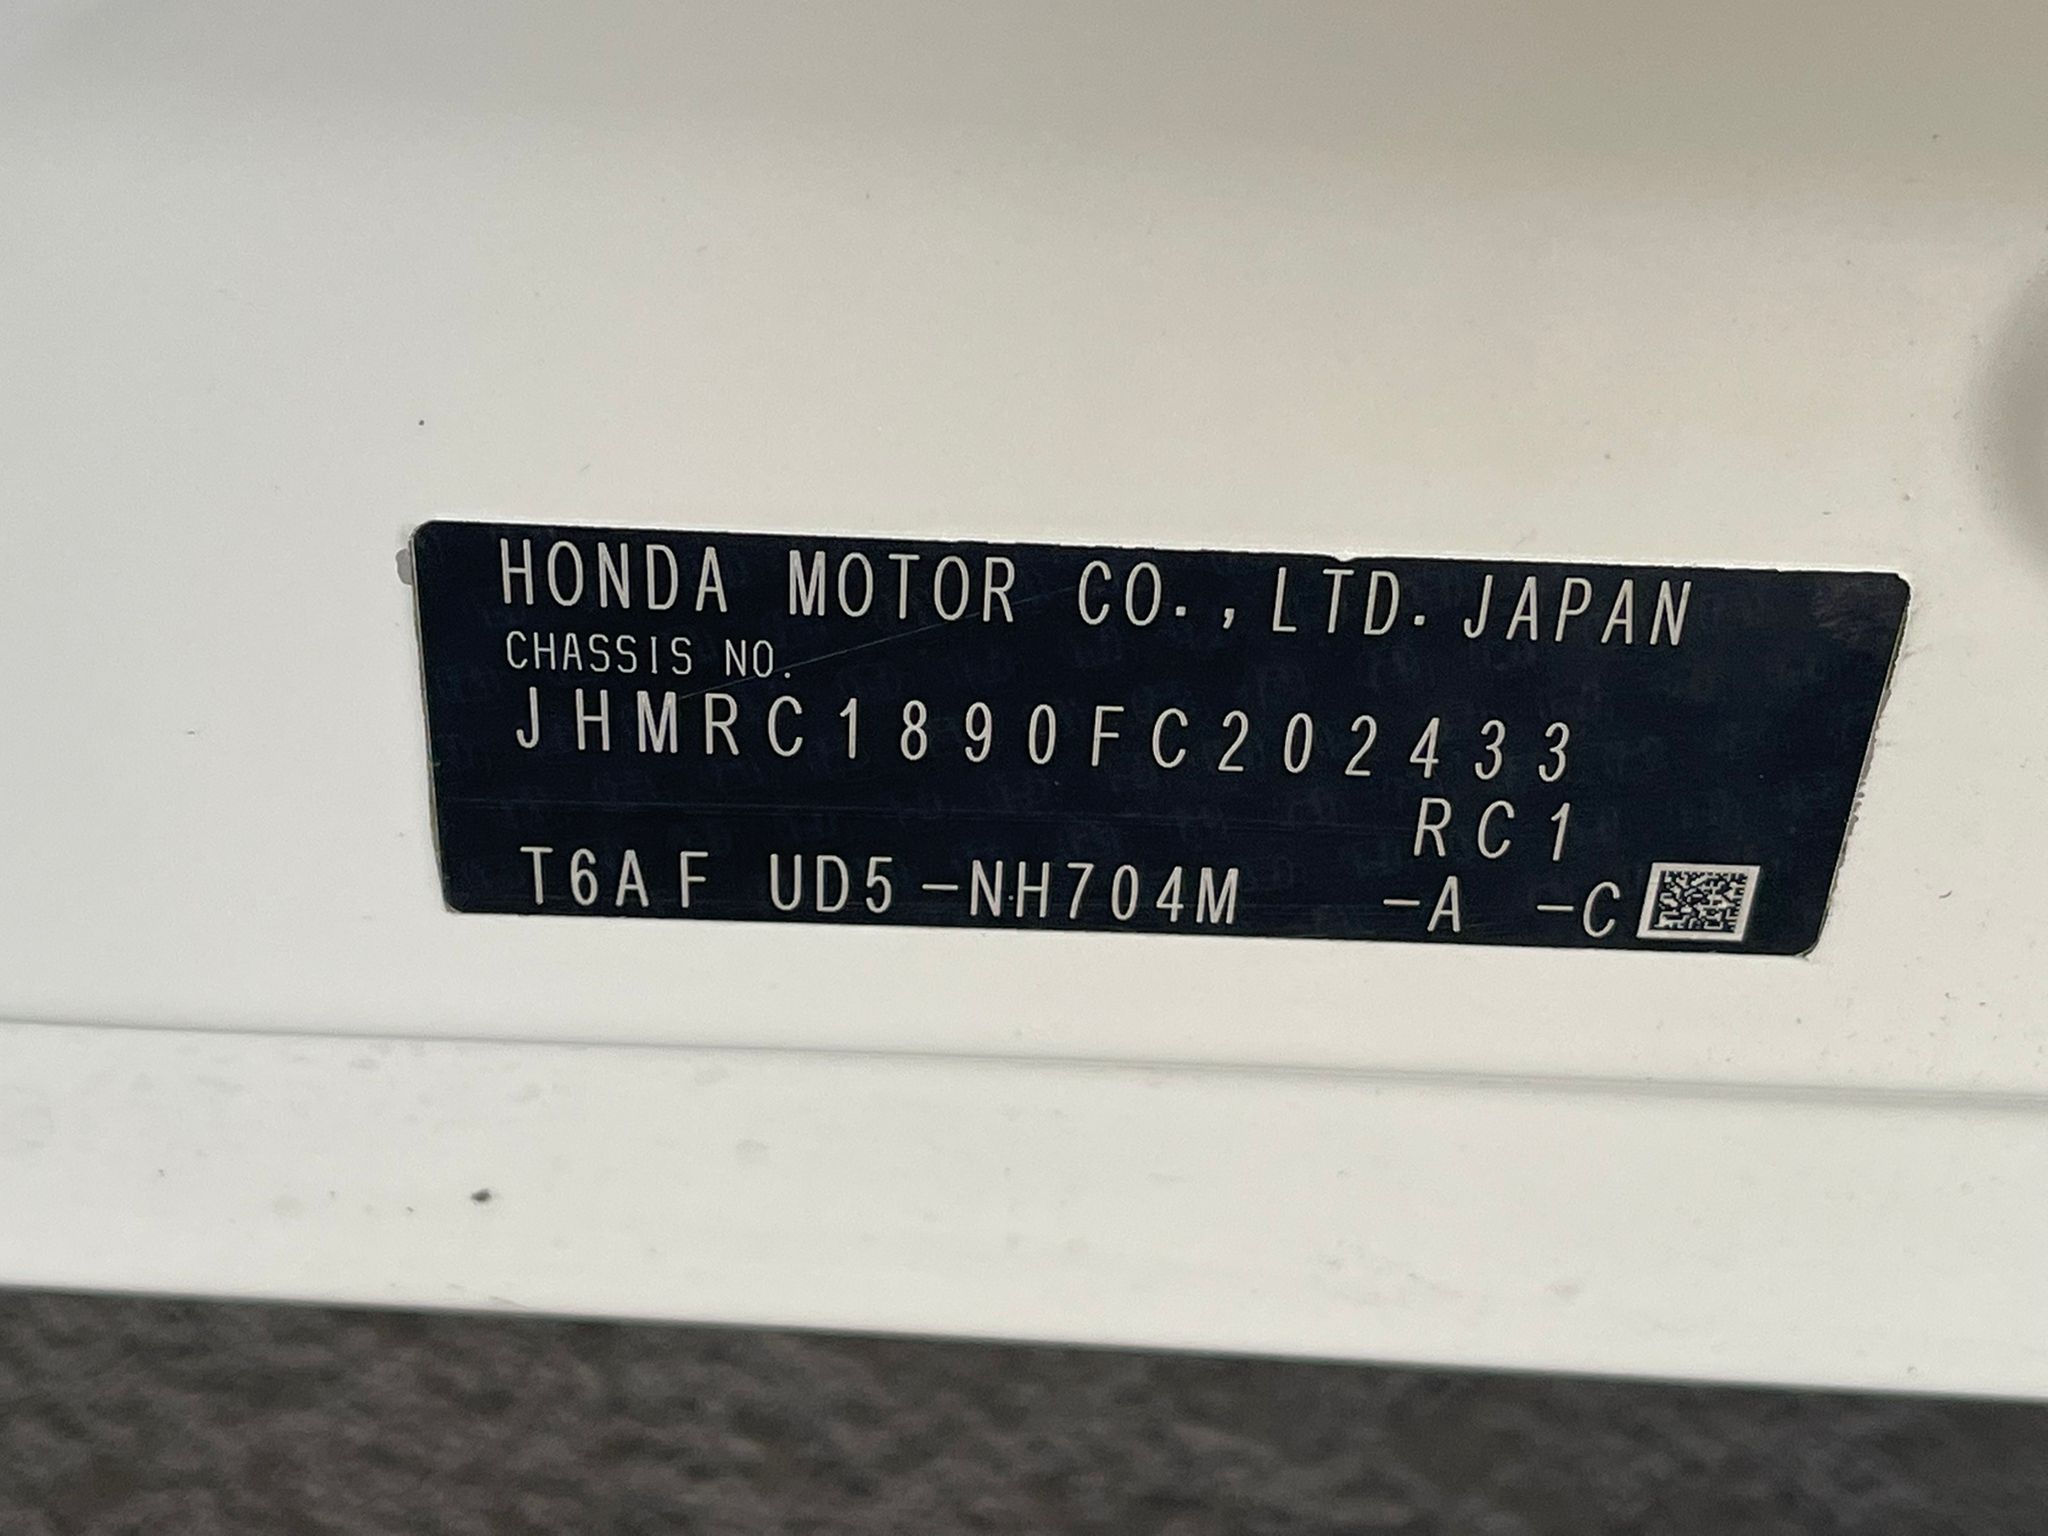 HONDA MOTOR CO.,LTD.JAPAN
CHASSIS NO.
JHMRC1890FC202433
RC1
T6AF UD5-NH704M -A -C